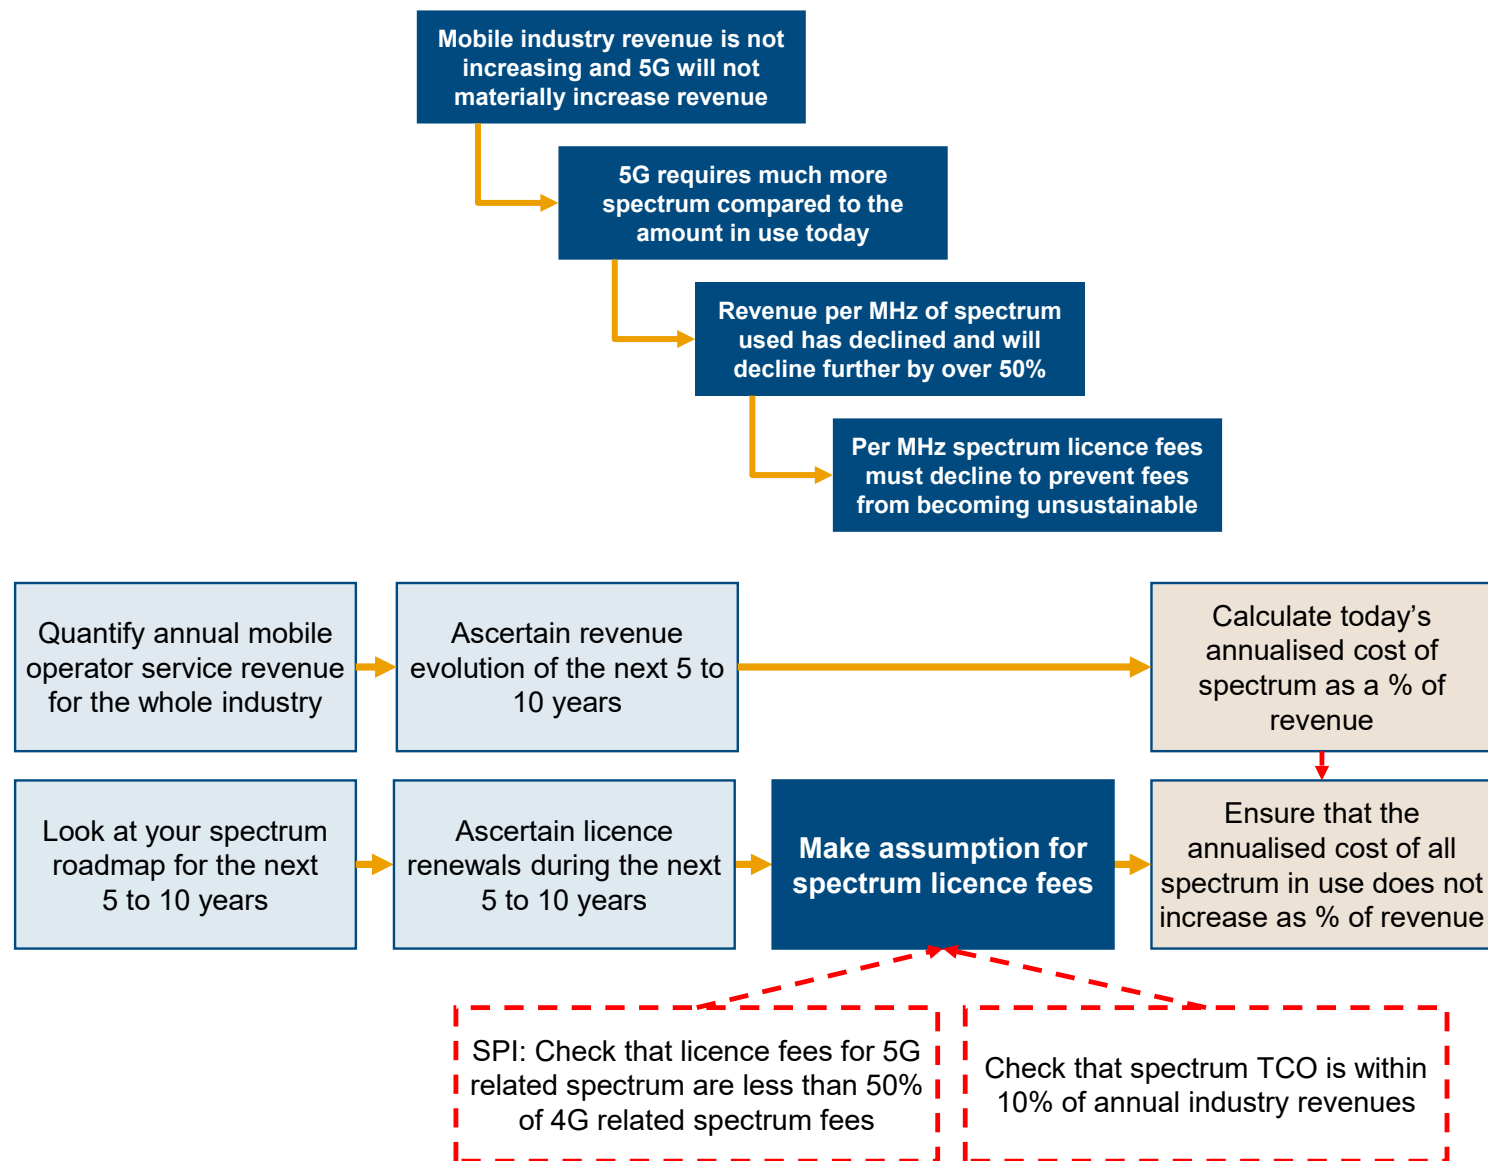 Mobile industry revenue is not
increasing and 5G will not
materially increase revenue
5G requires much more
spectrum compared to the
amount in use today
Revenue per MHz of spectrum
used has declined and will
decline further by over 50%
Per MHz spectrum licence fees
must decline to prevent fees
from becoming unsustainable
Quantify annual mobile
operator service revenue
for the whole industry
Ascertain revenue
evolution of the next 5 to
10 years
Calculate today’s
annualised cost of
spectrum as a % of
revenue
Look at your spectrum
roadmap for the next
5 to 10 years
Ascertain licence
renewals during the next
5 to 10 years
Make assumption for
spectrum licence fees
Ensure that the
annualised cost of all
spectrum in use does not
increase as % of revenue
SPI: Check that licence fees for 5G
related spectrum are less than 50%
of 4G related spectrum fees
Check that spectrum TCO is within
10% of annual industry revenues